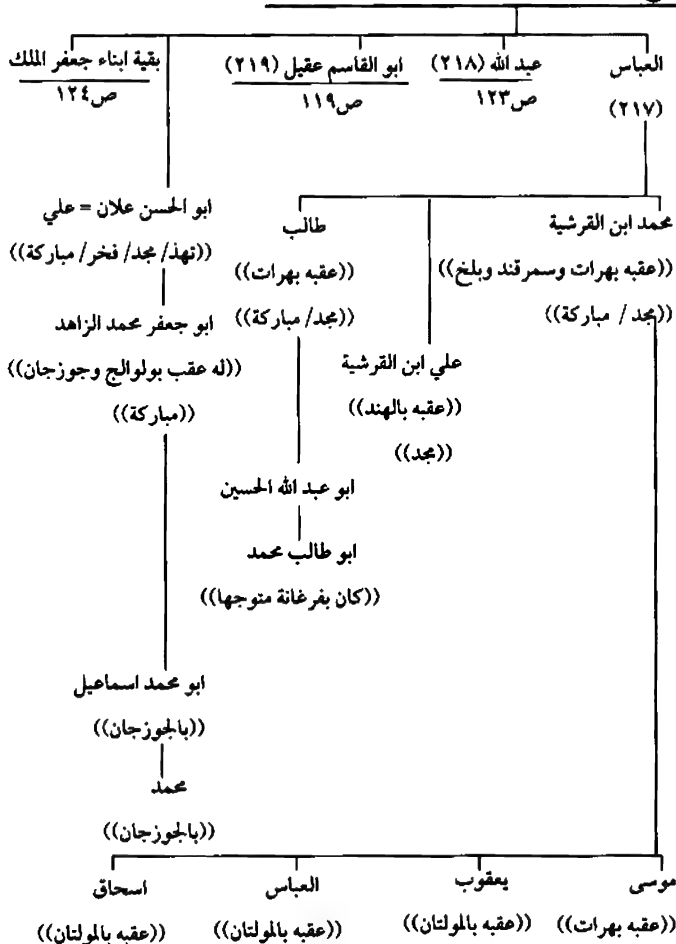 العباس
(٢١٧)
عبد الله (٢١٨)
ص١٢٣
ابو القاسم عقيل (٢١٩)
ص١١٩
بقية ابناء جعفر الملك
ص١٢٤
محمد ابن القرشية
((عقبه بهرات وسمرقند وبلخ))
((مجد / مباركة))
علي ابن القرشية
((عقبه بالهند))
((مجد))
طالب
((عقبه بهرات))
((مجد/ مباركة))
ابو عبد الله الحسين
ابو طالب محمد
((كان بفرغانة متوجها))
ابو الحسن علان = علي
((تهذ/ مجد/ فخر/ مباركة))
ابو جعفر محمد الزاهد
((له عقب بولوالج وجوزجان))
((مباركة))
ابو محمد اسماعيل
((بالجوزجان))
محمد
((بالجوزجان))
موسى
((عقبه بهرات))
يعقوب
((عقبه بالمولتان))
العباس
((عقبه بالمولتان))
اسحاق
((عقبه بالمولتان))